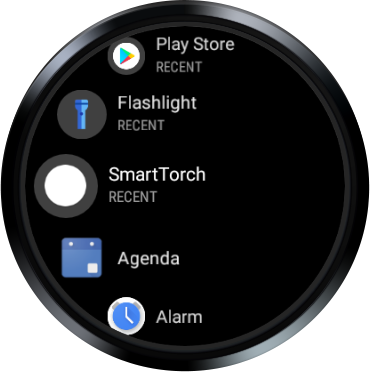 Play Store
RECENT
Flashlight
RECENT
SmartTorch
RECENT
Agenda
Alarm